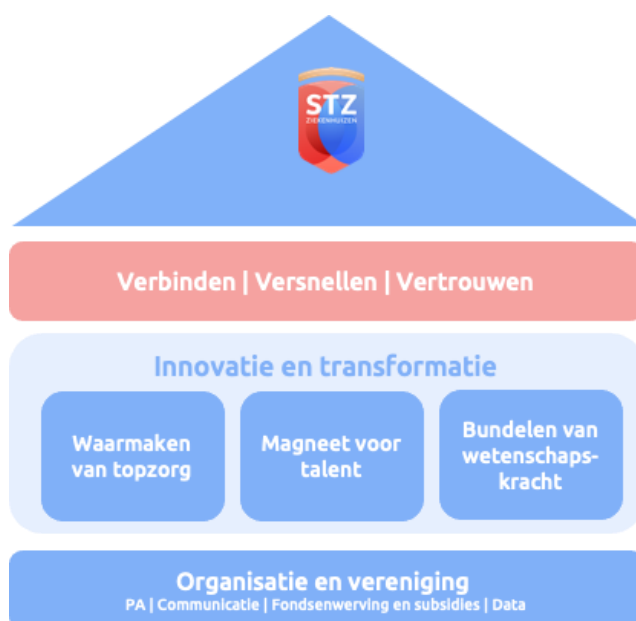 STZ
ZIEKENHUIZEN
Verbinden | Versnellen | Vertrouwen
Innovatie en transformatie
Waarmaken
van topzorg
Magneet voor
talent
Bundelen van
wetenschaps-
kracht
Organisatie en vereniging
PA | Communicatie | Fondsenwerving en subsidies | Data